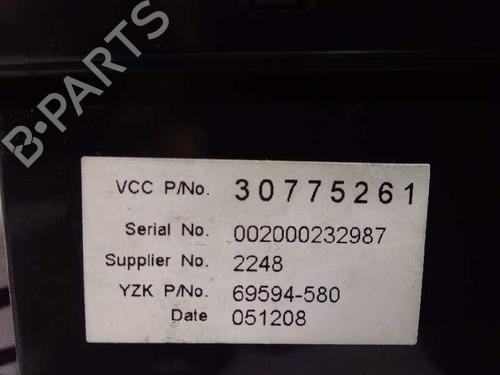 B-PARTS
VCC P/No. 30775261
Serial No. 002000232987
Supplier No. 2248
YZK P/No. 69594-580
Date 051208